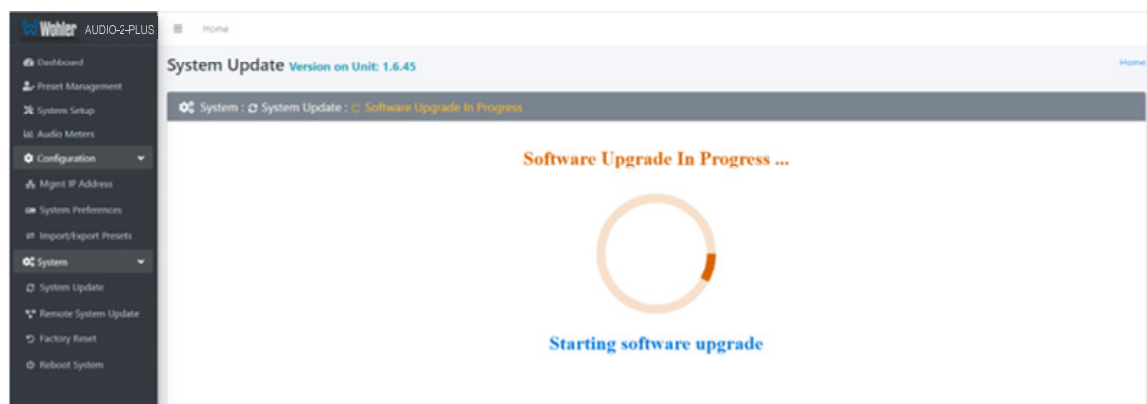 Wohler AUDIO-2-PLUS
Home
Dashboard
Preset Management
System Setup
Audio Meters
Configuration
Mgmt IP Address
System Preferences
Import/Export Presets
System
System Update
Remote System Update
Factory Reset
Reboot System
System Update Version on Unit: 1.6.45
Home
System : System Update : Software Upgrade In Progress
Software Upgrade In Progress ...
Starting software upgrade